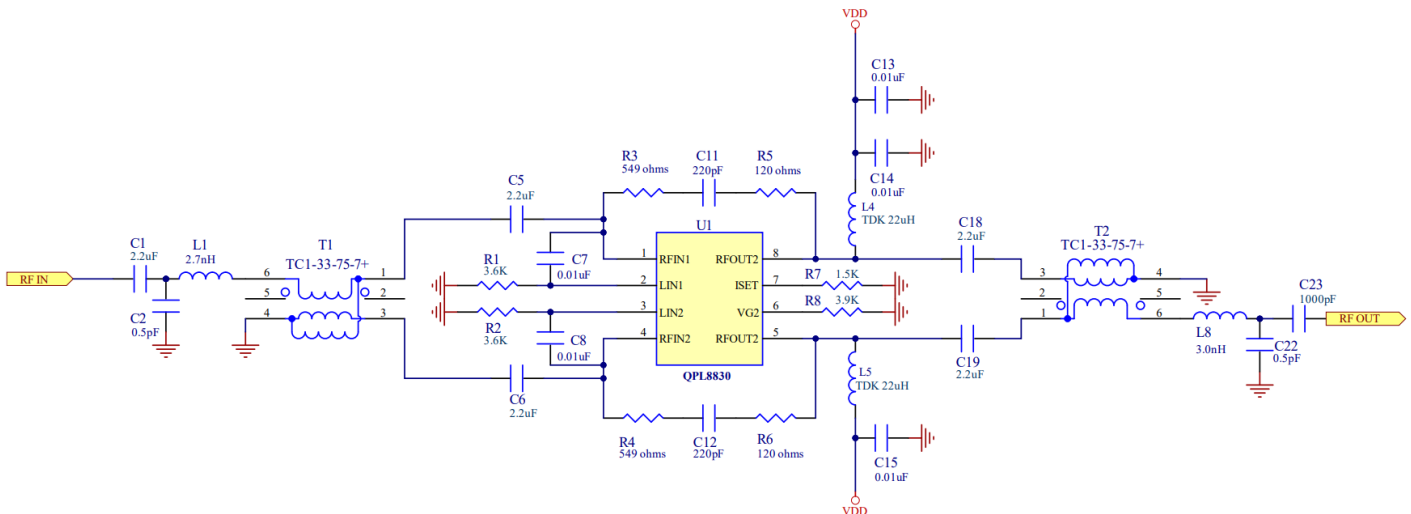 VDD
C13
0.01uF
C14
0.01uF
L4
TDK 22uH
R3
549 ohms
C11
220pF
R5
120 ohms
C5
2.2uF
U1
C18
2.2uF
T2
TC1-33-75-7+
RF IN
C1
2.2uF
L1
2.7nH
T1
TC1-33-75-7+
C2
0.5pF
6
5
4
1
2
3
R1
3.6K
R2
3.6K
C7
0.01uF
C8
0.01uF
1
2
3
4
RFIN1
LIN1
LIN2
RFIN2
RFOUT2
ISET
VG2
RFOUT2
8
7
6
5
QPL8830
R7
1.5K
R8
3.9K
3
2
1
4
5
6
C23
1000pF
RF OUT
L8
3.0nH
C22
0.5pF
C19
2.2uF
C6
2.2uF
L5
TDK 22uH
R4
549 ohms
C12
220pF
R6
120 ohms
C15
0.01uF
VDD